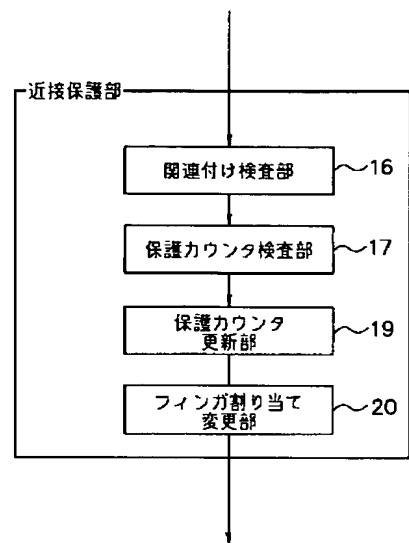 近接保護部
関連付け検査部
16
保護カウンタ検査部
17
保護カウンタ
更新部
19
フィンガ割り当て
変更部
20